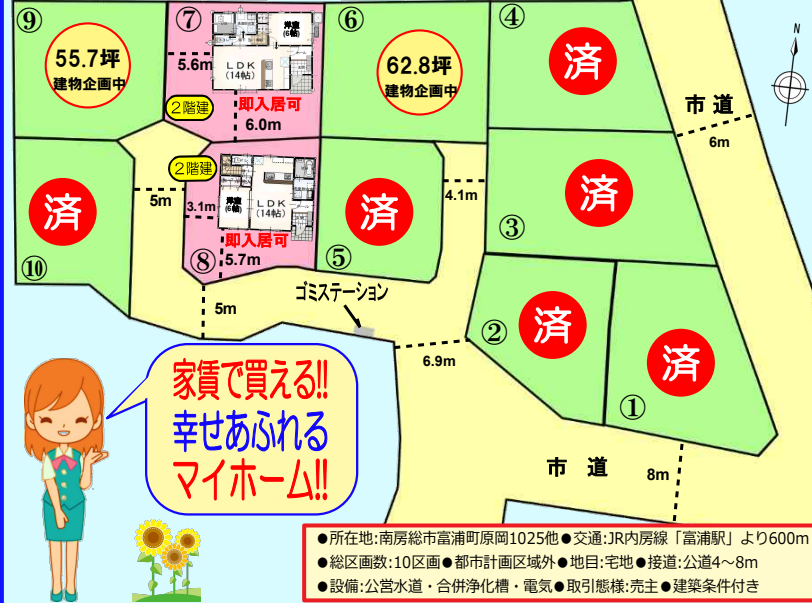 ⑨
55.7坪
建物企画中
⑦
5.6m
洋室
(6帖)
LDK
(14帖)
即入居可
2階建
6.0m
⑥
62.8坪
建物企画中
④
済
市道
6m
N
⑩
済
5m
2階建
3.1m
洋室
(6帖)
LDK
(14帖)
即入居可
⑧
5.7m
済
⑤
4.1m
済
③
5m
ゴミステーション
6.9m
②
済
済
①
市道
8m
家賃で買える!!
幸せあふれる
マイホーム!!
●所在地:南房総市富浦町原岡1025他●交通:JR内房線「富浦駅」より600m
●総区画数:10区画●都市計画区域外●地目:宅地●接道:公道4〜8m
●設備:公営水道・合併浄化槽・電気●取引態様:売主●建築条件付き